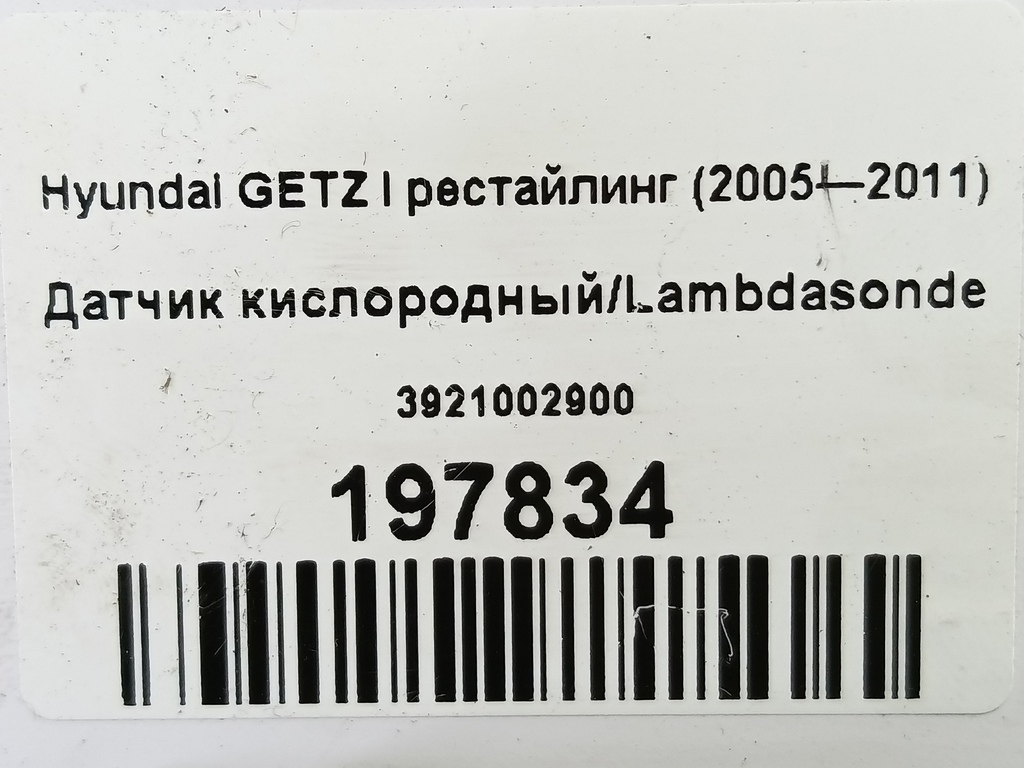 Hyundai GETZ I рестайлинг (2005—2011)
Датчик кислородный/Lambdasonde
3921002900
197834